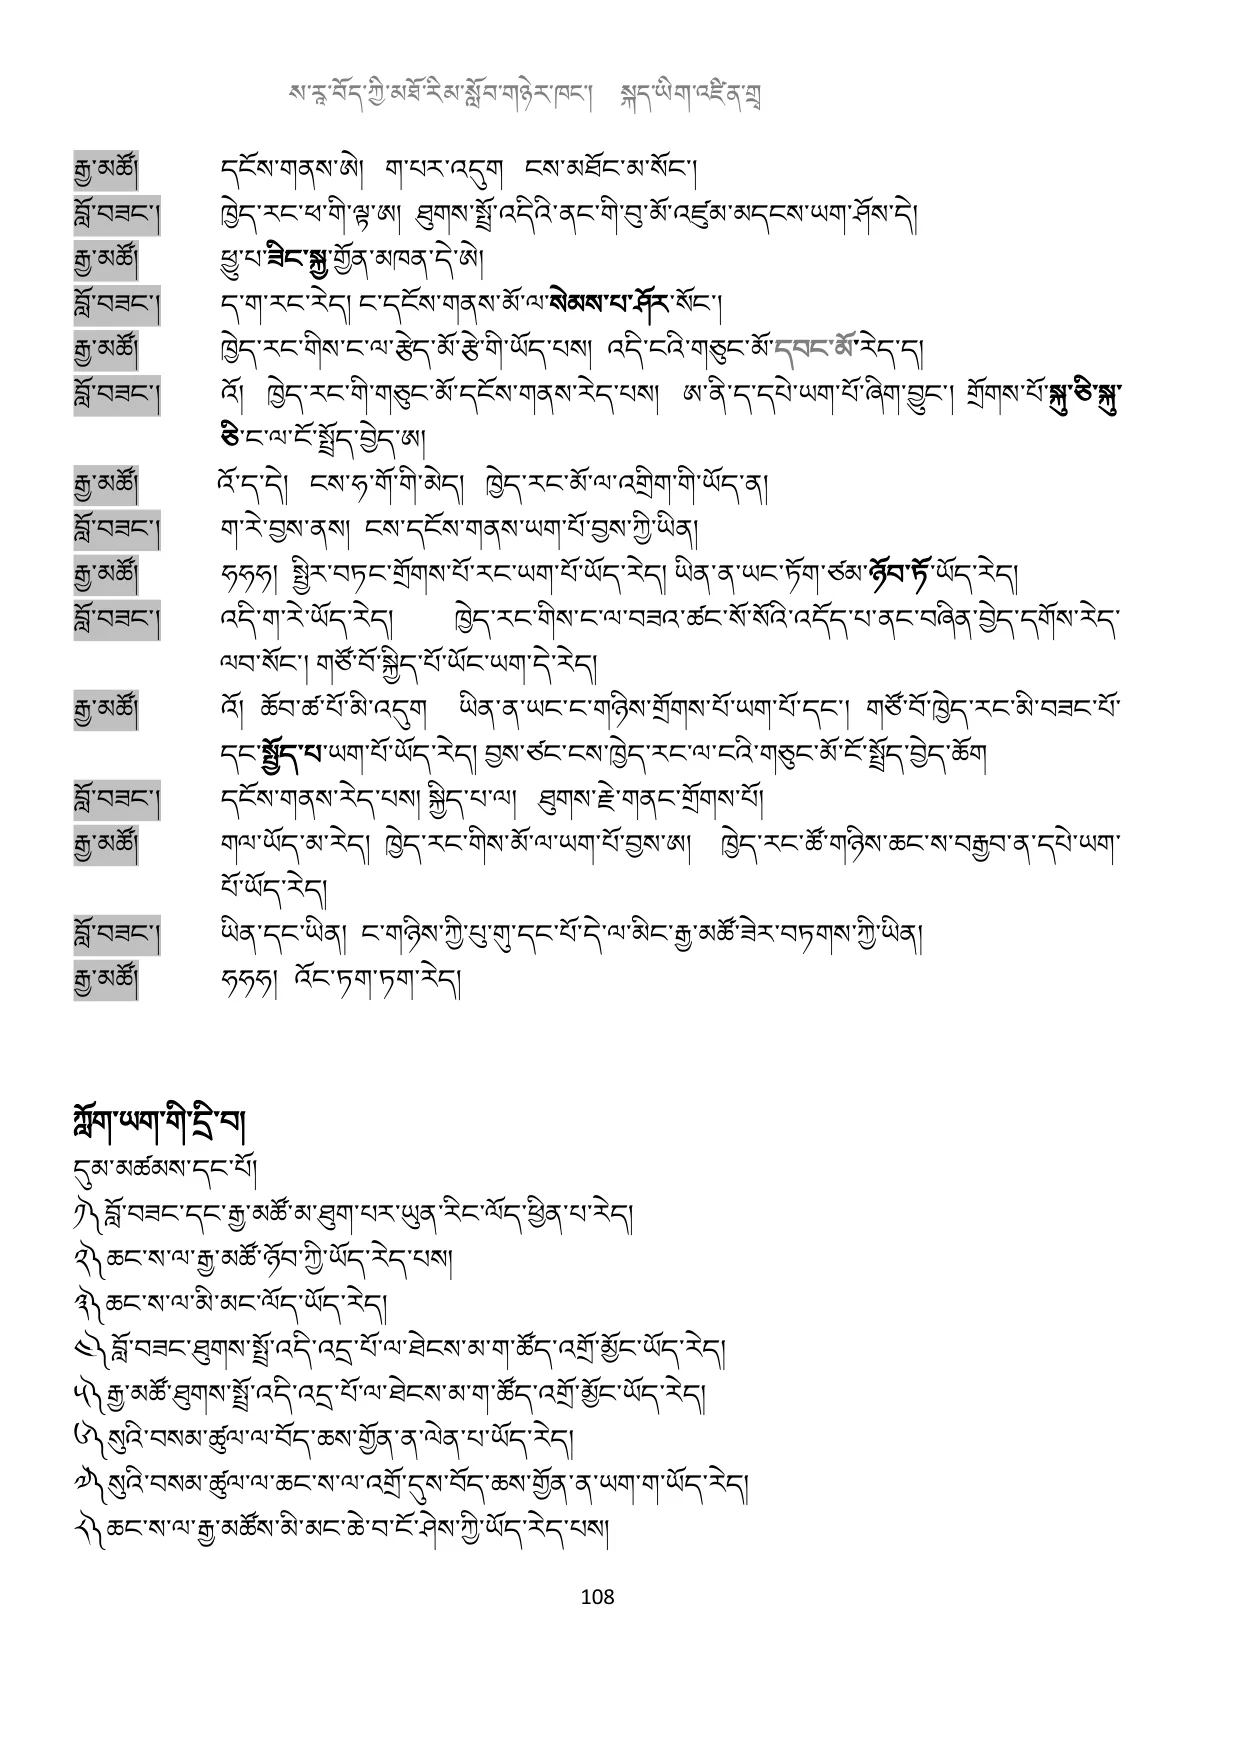 ས་རཱ་བོད་ཀྱི་མཐོ་རིམ་སློབ་གཉེར་ཁང་། སྐད་ཡིག་འཛིན་གྲྭ
རྒྱ་མཚོ། དངོས་གནས་ཨེ། ག་པར་འདུག ངས་མཐོང་མ་སོང་།
བློ་བཟང་། ཁྱེད་རང་ཕ་གི་ལྟ་ཨ། ཐུགས་སྤྲོ་འདིའི་ནང་གི་བུ་མོ་འཛུམ་མདངས་ཡག་ཤོས་དེ།
རྒྱ་མཚོ། ཕྱུ་པ་ཟིང་སྐྱ་གྱོན་མཁན་དེ་ཨེ།
བློ་བཟང་། ད་ག་རང་རེད། ང་དངོས་གནས་མོ་ལ་སེམས་པ་ཤོར་སོང་།
རྒྱ་མཚོ། ཁྱེད་རང་གིས་ང་ལ་རྩེད་མོ་རྩེ་གི་ཡོད་པས། འདི་ངའི་གཅུང་མོ་དབང་མོ་རེད་ད།
བློ་བཟང་། འོ། ཁྱེད་རང་གི་གཅུང་མོ་དངོས་གནས་རེད་པས། ཨ་ནི་ད་དཔེ་ཡག་པོ་ཞིག་བྱུང་། གྲོགས་པོ་སྐུ་ཅི་སྐུ་
ཅི་ང་ལ་ངོ་སྤྲོད་བྱེད་ཨ།
རྒྱ་མཚོ། འོ་ད་དེ། ངས་ཧ་གོ་གི་མེད། ཁྱེད་རང་མོ་ལ་འགྲིག་གི་ཡོད་ན།
བློ་བཟང་། ག་རེ་བྱས་ནས། ངས་དངོས་གནས་ཡག་པོ་བྱས་ཀྱི་ཡིན།
རྒྱ་མཚོ། ཧཧཧ། སྤྱིར་བཏང་གྲོགས་པོ་རང་ཡག་པོ་ཡོད་རེད། ཡིན་ན་ཡང་ཏོག་ཙམ་ཉོབ་ཏོ་ཡོད་རེད།
བློ་བཟང་། འདི་ག་རེ་ཡོད་རེད། ཁྱེད་རང་གིས་ང་ལ་བཟའ་ཚང་སོ་སོའི་འདོད་པ་ནང་བཞིན་བྱེད་དགོས་རེད་
ལབ་སོང་། གཙོ་བོ་སྐྱིད་པོ་ཡོང་ཡག་དེ་རེད།
རྒྱ་མཚོ། འོ། ཆོབ་ཚ་པོ་མི་འདུག ཡིན་ན་ཡང་ང་གཉིས་གྲོགས་པོ་ཡག་པོ་དང་། གཙོ་བོ་ཁྱེད་རང་མི་བཟང་པོ་
དང་སྤྱོད་པ་ཡག་པོ་ཡོད་རེད། བྱས་ཙང་ངས་ཁྱེད་རང་ལ་ངའི་གཅུང་མོ་ངོ་སྤྲོད་བྱེད་ཆོག
བློ་བཟང་། དངོས་གནས་རེད་པས། སྐྱིད་པ་ལ། ཐུགས་རྗེ་གནང་གྲོགས་པོ།
རྒྱ་མཚོ། གལ་ཡོད་མ་རེད། ཁྱེད་རང་གིས་མོ་ལ་ཡག་པོ་བྱས་ཨ། ཁྱེད་རང་ཚོ་གཉིས་ཆང་ས་བརྒྱབ་ན་དཔེ་ཡག་
པོ་ཡོད་རེད།
བློ་བཟང་། ཡིན་དང་ཡིན། ང་གཉིས་ཀྱི་ཕྲུ་གུ་དང་པོ་དེ་ལ་མིང་རྒྱ་མཚོ་ཟེར་བཏགས་ཀྱི་ཡིན།
རྒྱ་མཚོ། ཧཧཧ། འོང་ཏག་ཏག་རེད།
ཀློག་ཡག་གི་དྲི་བ།
དུམ་མཚམས་དང་པོ།
༡༽ བློ་བཟང་དང་རྒྱ་མཚོ་མ་ཐུག་པར་ཡུན་རིང་ལོད་ཕྱིན་པ་རེད།
༢༽ ཆང་ས་ལ་རྒྱ་མཚོ་ཉོབ་ཀྱི་ཡོད་རེད་པས།
༣༽ ཆང་ས་ལ་མི་མང་ལོད་ཡོད་རེད།
༤༽ བློ་བཟང་ཐུགས་སྤྲོ་འདི་འདྲ་པོ་ལ་ཐེངས་མ་ག་ཚོད་འགྲོ་མྱོང་ཡོད་རེད།
༥༽ རྒྱ་མཚོ་ཐུགས་སྤྲོ་འདི་འདྲ་པོ་ལ་ཐེངས་མ་ག་ཚོད་འགྲོ་མྱོང་ཡོད་རེད།
༦༽ སུའི་བསམ་ཚུལ་ལ་བོད་ཆས་གྱོན་ན་ལེན་པ་ཡོད་རེད།
༧༽ སུའི་བསམ་ཚུལ་ལ་ཆང་ས་ལ་འགྲོ་དུས་བོད་ཆས་གྱོན་ན་ཡག་ག་ཡོད་རེད།
༨༽ ཆང་ས་ལ་རྒྱ་མཚོས་མི་མང་ཆེ་བ་ངོ་ཤེས་ཀྱི་ཡོད་རེད་པས།
108